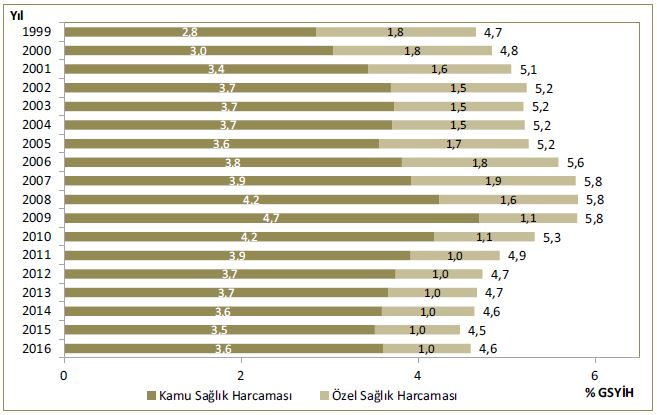 Yıl
1999 2,8 1,8 4,7
2000 3,0 1,8 4,8
2001 3,4 1,6 5,1
2002 3,7 1,5 5,2
2003 3,7 1,5 5,2
2004 3,7 1,5 5,2
2005 3,6 1,7 5,2
2006 3,8 1,8 5,6
2007 3,9 1,9 5,8
2008 4,2 1,6 5,8
2009 4,7 1,1 5,8
2010 4,2 1,1 5,3
2011 3,9 1,0 4,9
2012 3,7 1,0 4,7
2013 3,7 1,0 4,7
2014 3,6 1,0 4,6
2015 3,5 1,0 4,5
2016 3,6 1,0 4,6
0 2 4 6
Kamu Sağlık Harcaması Özel Sağlık Harcaması % GSYİH